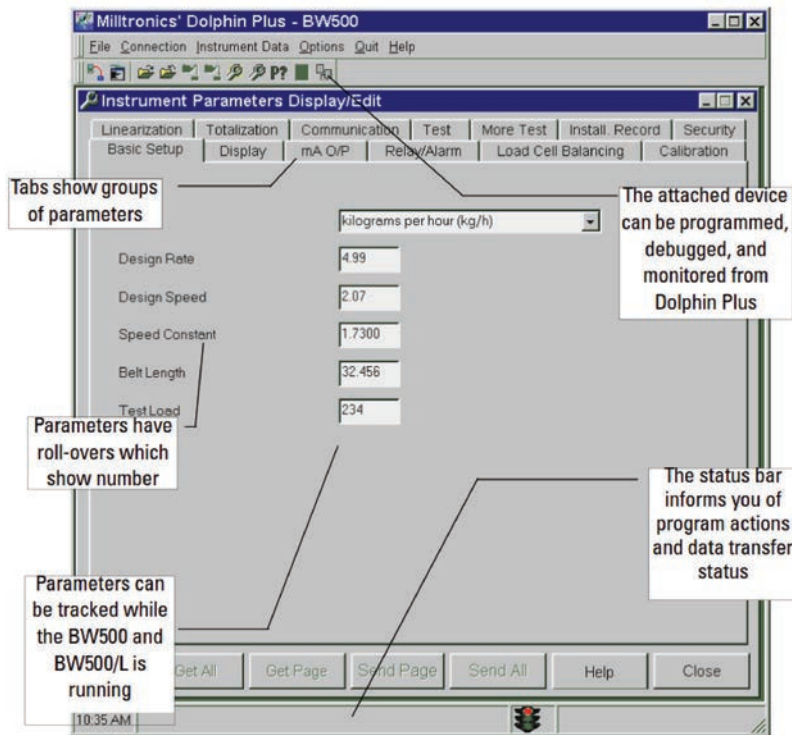 Milltronics' Dolphin Plus - BW500
File Connection Instrument Data Options Quit Help
P?
Instrument Parameters Display/Edit
Linearization Totalization Communication Test More Test Install. Record Security
Basic Setup Display mA O/P Relay/Alarm Load Cell Balancing Calibration
Tabs show groups
of parameters
The attached device
can be programmed,
debugged, and
monitored from
Dolphin Plus
kilograms per hour (kg/h)
Design Rate 4.99
Design Speed 2.07
Speed Constant 1.7300
Belt Length 32.456
Test Load 234
Parameters have
roll-overs which
show number
The status bar
informs you of
program actions
and data transfer
status
Parameters can
be tracked while
the BW500 and
BW500/L is
running
Get All Get Page Send Page Send All Help Close
10:35 AM